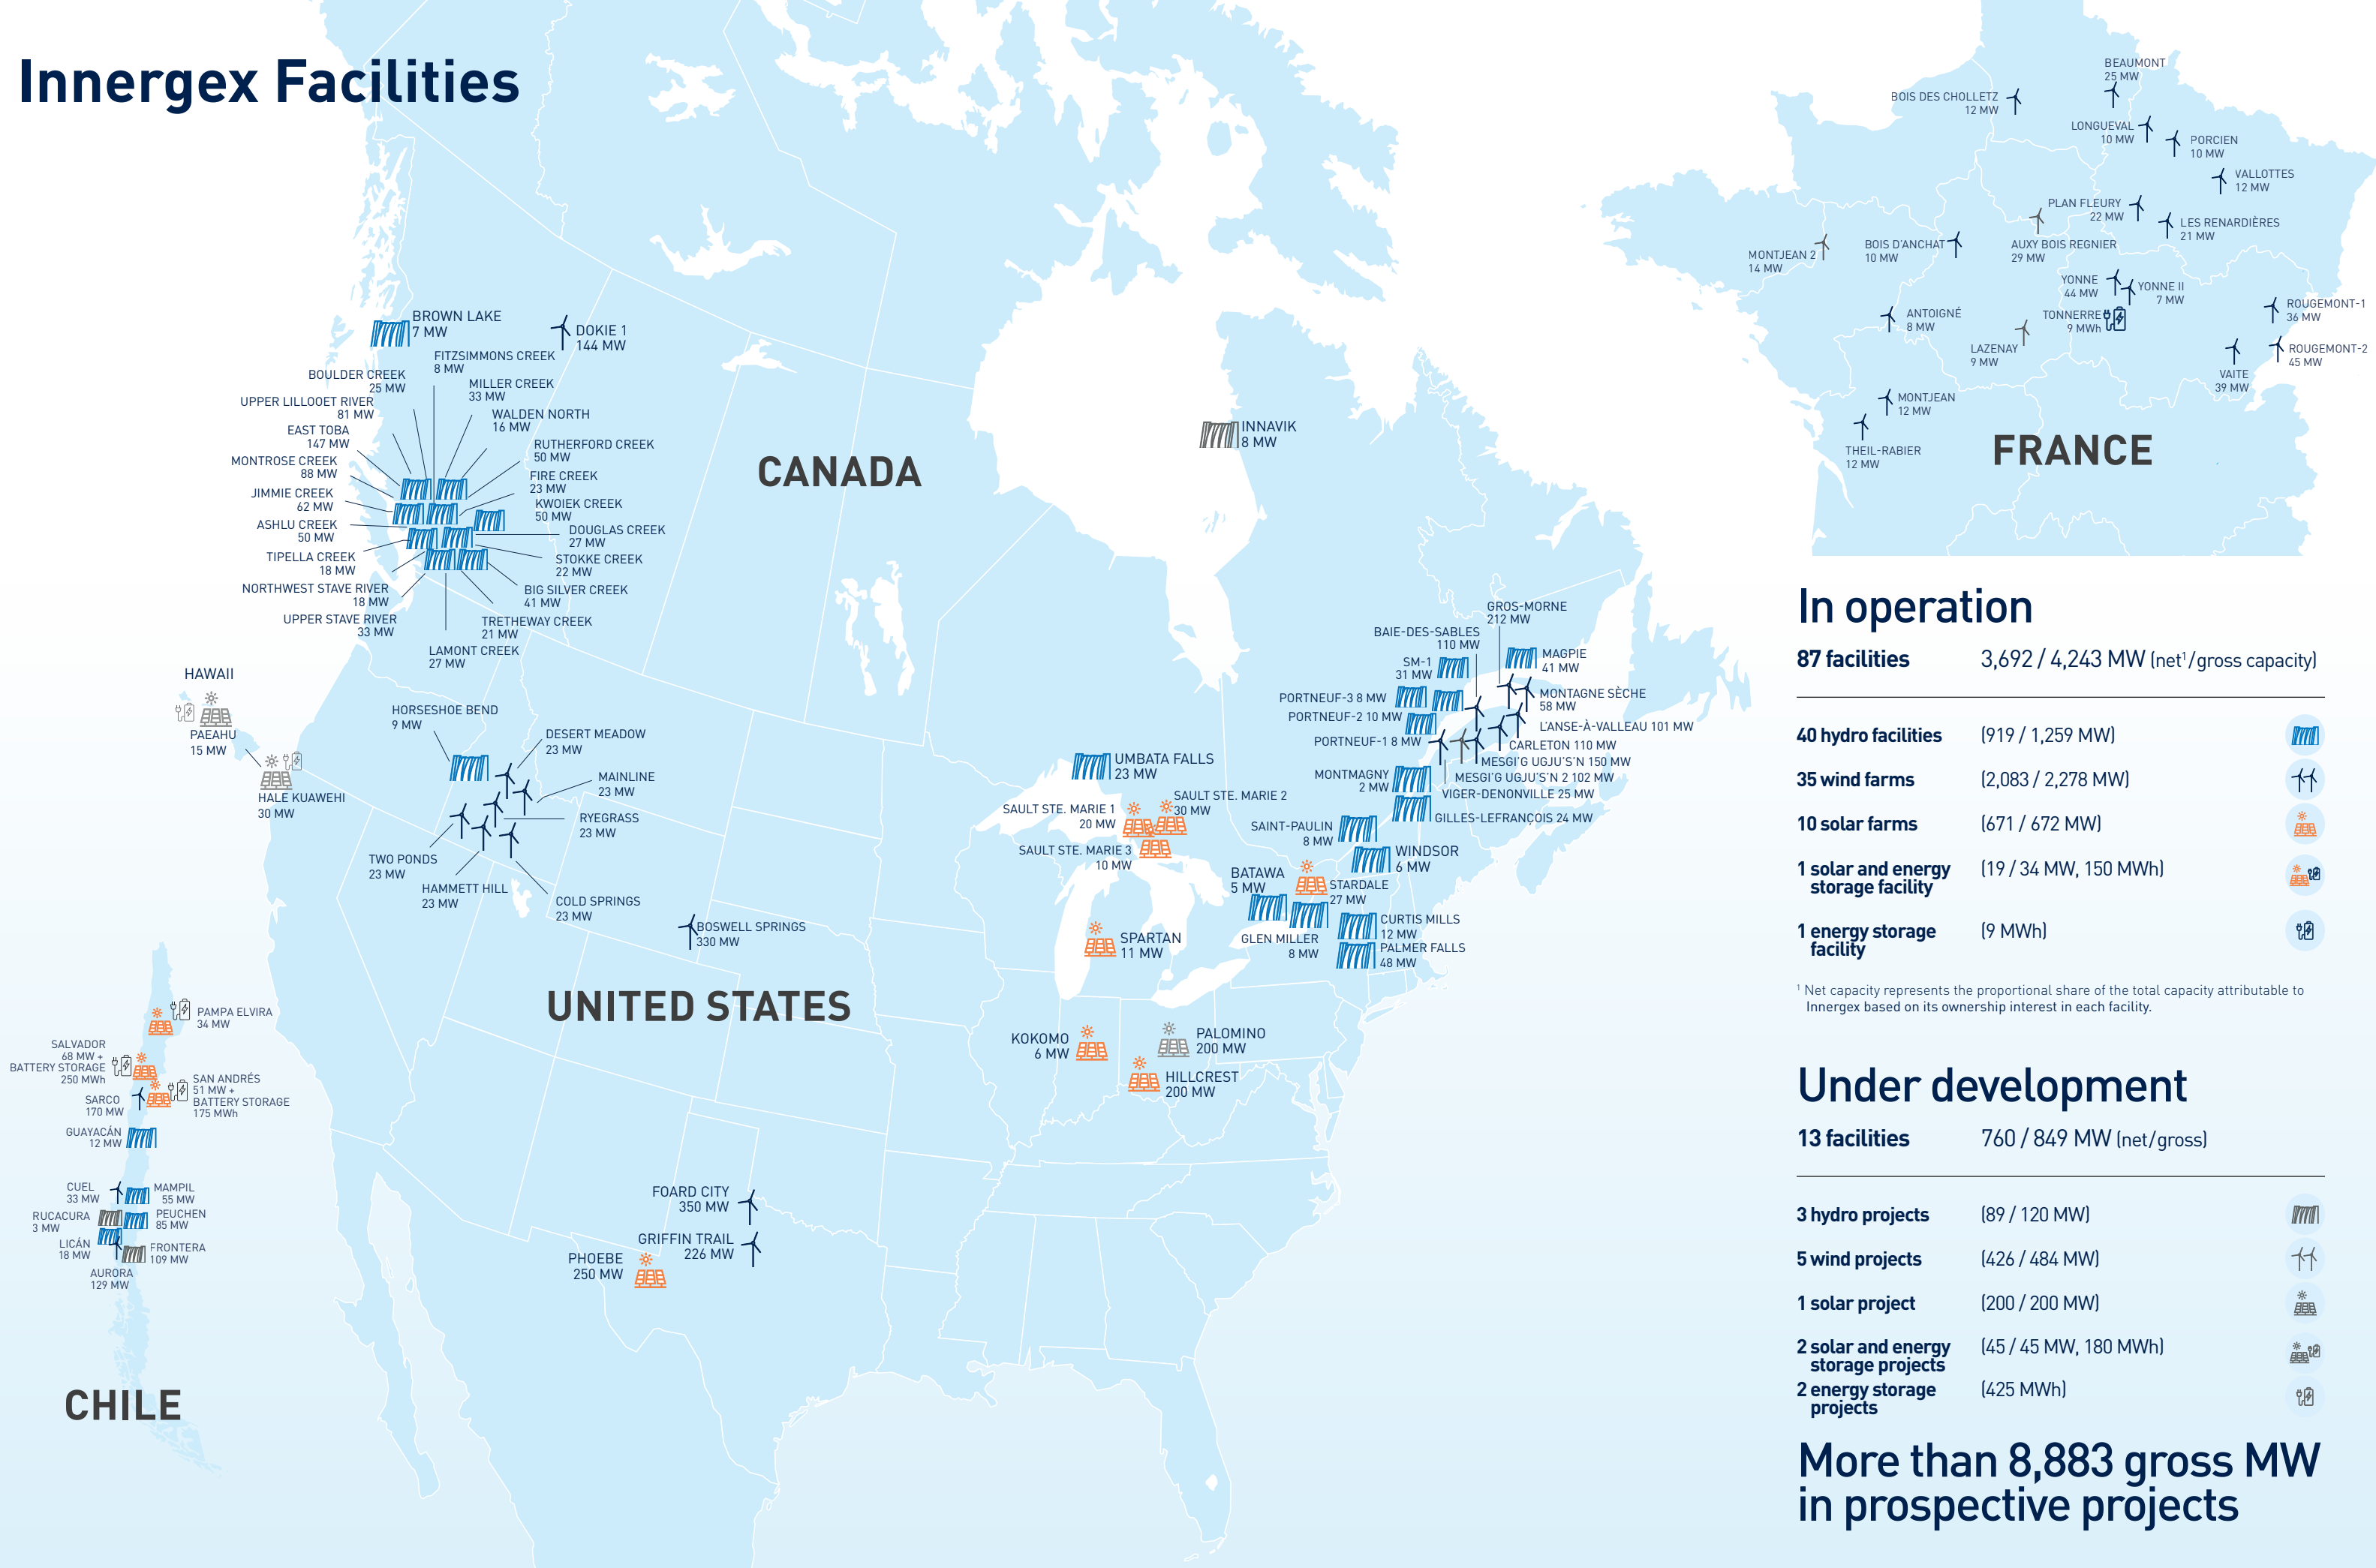 Innergex Facilities
BROWN LAKE
7 MW
DOKIE 1
144 MW
FITZSIMMONS CREEK
8 MW
BOULDER CREEK
25 MW
MILLER CREEK
33 MW
UPPER LILLOOET RIVER
81 MW
WALDEN NORTH
16 MW
EAST TOBA
147 MW
RUTHERFORD CREEK
50 MW
MONTROSE CREEK
88 MW
FIRE CREEK
23 MW
JIMMIE CREEK
62 MW
KWOIEK CREEK
50 MW
ASHLU CREEK
50 MW
DOUGLAS CREEK
27 MW
TIPELLA CREEK
18 MW
STOKKE CREEK
22 MW
NORTHWEST STAVE RIVER
18 MW
BIG SILVER CREEK
41 MW
UPPER STAVE RIVER
33 MW
TRETHEWAY CREEK
21 MW
LAMONT CREEK
27 MW
CANADA
INNAVIK
8 MW
HAWAII
PAEAHU
15 MW
HALE KUAWEHI
30 MW
HORSESHOE BEND
9 MW
DESERT MEADOW
23 MW
MAINLINE
23 MW
RYEGRASS
23 MW
TWO PONDS
23 MW
HAMMETT HILL
23 MW
COLD SPRINGS
23 MW
BOSWELL SPRINGS
330 MW
UNITED STATES
FOARD CITY
350 MW
GRIFFIN TRAIL
226 MW
PHOEBE
250 MW
UMBATA FALLS
23 MW
SAULT STE. MARIE 1
20 MW
SAULT STE. MARIE 2
30 MW
SAULT STE. MARIE 3
10 MW
SPARTAN
11 MW
KOKOMO
6 MW
PALOMINO
200 MW
HILLCREST
200 MW
GROS-MORNE
212 MW
BAIE-DES-SABLES
110 MW
MAGPIE
41 MW
SM-1
31 MW
MONTAGNE SÈCHE
58 MW
PORTNEUF-3 8 MW
PORTNEUF-2 10 MW
PORTNEUF-1 8 MW
L'ANSE-À-VALLEAU 101 MW
CARLETON 110 MW
MESGI'G UGJU'S'N 150 MW
MESGI'G UGJU'S'N 2 102 MW
VIGER-DENONVILLE 25 MW
MONTMAGNY
2 MW
GILLES-LEFRANÇOIS 24 MW
SAINT-PAULIN
8 MW
WINDSOR
6 MW
BATAWA
5 MW
STARDALE
27 MW
GLEN MILLER
8 MW
CURTIS MILLS
12 MW
PALMER FALLS
48 MW
PAMPA ELVIRA
34 MW
SALVADOR
68 MW +
BATTERY STORAGE
250 MWh
SAN ANDRÉS
51 MW +
BATTERY STORAGE
175 MWh
SARCO
170 MW
GUAYACÁN
12 MW
CUEL
33 MW
MAMPIL
55 MW
RUCACURA
3 MW
PEUCHEN
85 MW
LICÁN
18 MW
FRONTERA
109 MW
AURORA
129 MW
CHILE
BEAUMONT
25 MW
BOIS DES CHOLLETZ
12 MW
LONGUEVAL
10 MW
PORCIEN
10 MW
VALLOTTES
12 MW
PLAN FLEURY
22 MW
LES RENARDIÈRES
21 MW
MONTJEAN 2
14 MW
BOIS D'ANCHAT
10 MW
AUXY BOIS REGNIER
29 MW
YONNE
44 MW
YONNE II
7 MW
ROUGEMONT-1
36 MW
ANTOIGNÉ
8 MW
TONNERRE
9 MWh
LAZENAY
9 MW
ROUGEMONT-2
45 MW
VAITE
39 MW
MONTJEAN
12 MW
THEIL-RABIER
12 MW
FRANCE
In operation
87 facilities 3,692 / 4,243 MW (net¹/gross capacity)
40 hydro facilities (919 / 1,259 MW)
35 wind farms (2,083 / 2,278 MW)
10 solar farms (671 / 672 MW)
1 solar and energy (19 / 34 MW, 150 MWh)
storage facility
1 energy storage (9 MWh)
facility
¹ Net capacity represents the proportional share of the total capacity attributable to
Innergex based on its ownership interest in each facility.
Under development
13 facilities 760 / 849 MW (net/gross)
3 hydro projects (89 / 120 MW)
5 wind projects (426 / 484 MW)
1 solar project (200 / 200 MW)
2 solar and energy (45 / 45 MW, 180 MWh)
storage projects
2 energy storage (425 MWh)
projects
More than 8,883 gross MW
in prospective projects